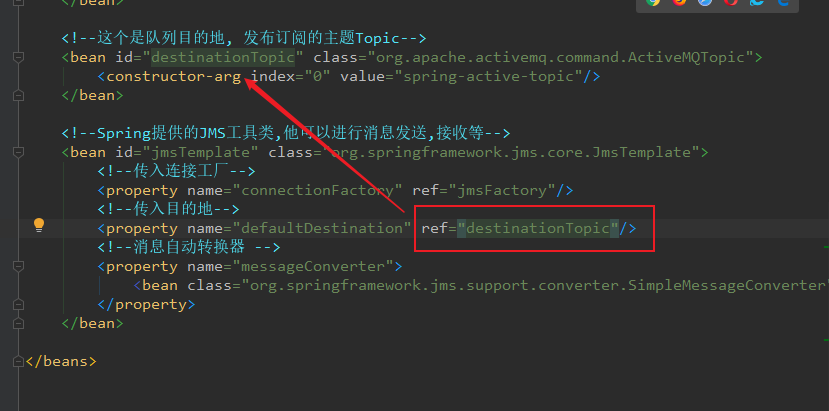 </bean>
<!--这个是队列目的地, 发布订阅的主题Topic-->
<bean id="destinationTopic" class="org.apache.activemq.command.ActiveMQTopic">
<constructor-arg index="0" value="spring-active-topic"/>
</bean>
<!--Spring提供的JMS工具类,他可以进行消息发送,接收等-->
<bean id="jmsTemplate" class="org.springframework.jms.core.JmsTemplate">
<!--传入连接工厂-->
<property name="connectionFactory" ref="jmsFactory"/>
<!--传入目的地-->
<property name="defaultDestination" ref="destinationTopic"/>
<!--消息自动转换器 -->
<property name="messageConverter">
<bean class="org.springframework.jms.support.converter.SimpleMessageConverter"
</property>
</bean>
</beans>